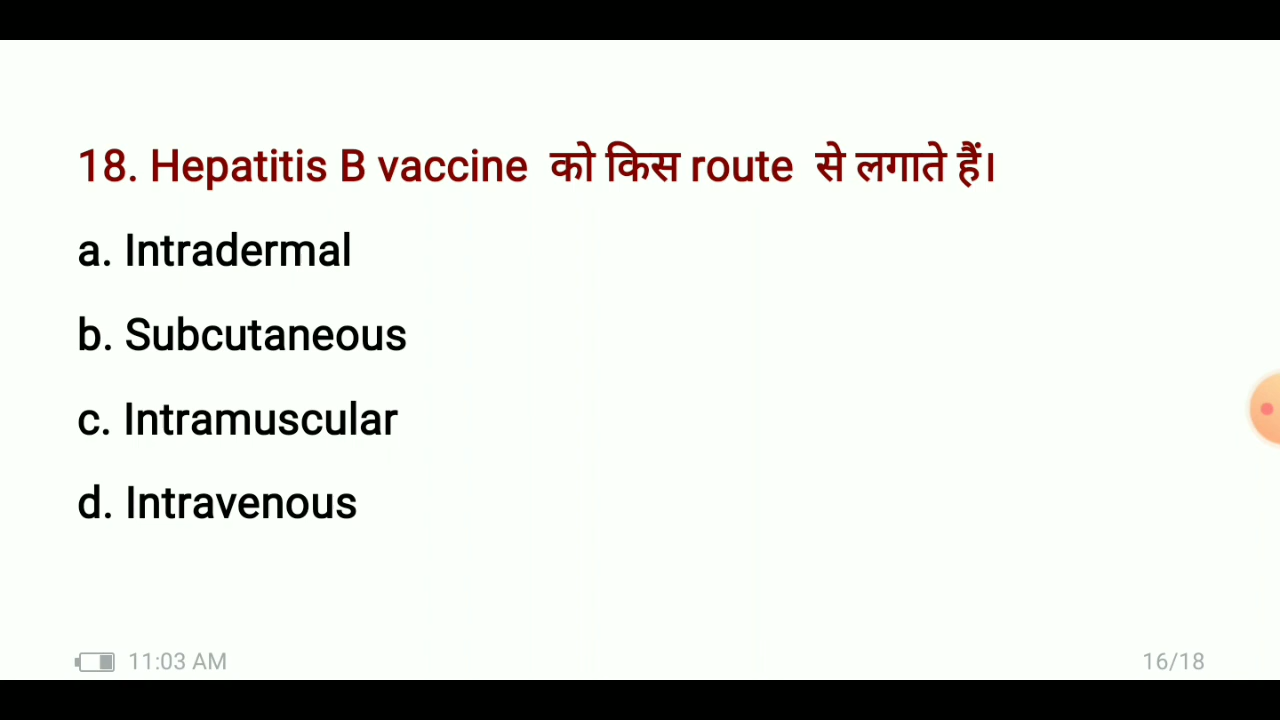 18. Hepatitis B vaccine को किस route से लगाते हैं।
a. Intradermal
b. Subcutaneous
c. Intramuscular
d. Intravenous
11:03 AM
16/18